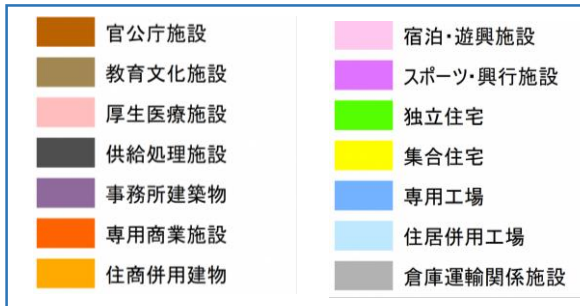 官公庁施設
教育文化施設
厚生医療施設
供給処理施設
事務所建築物
専用商業施設
住商併用建物
宿泊・遊興施設
スポーツ・興行施設
独立住宅
集合住宅
専用工場
住居併用工場
倉庫運輸関係施設